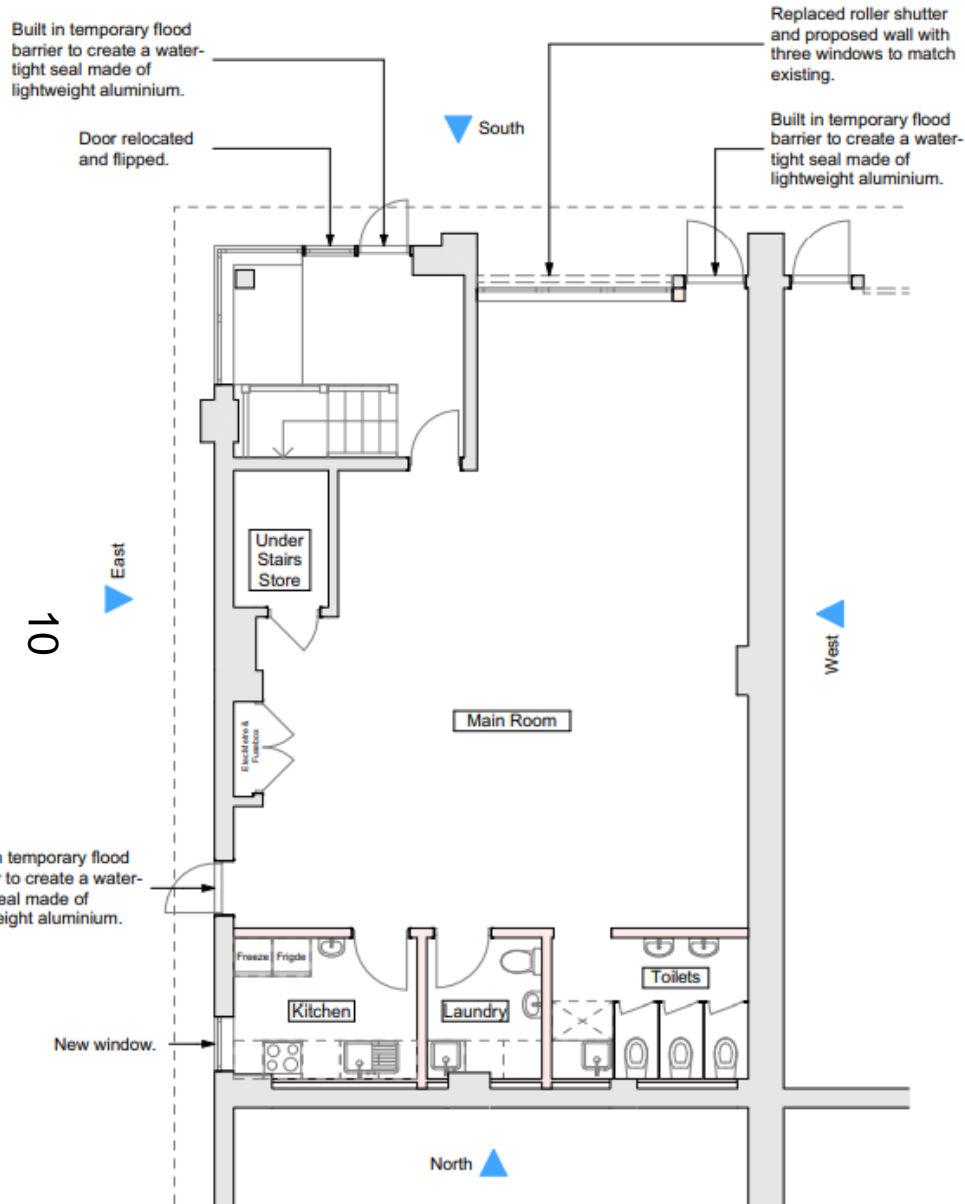 Built in temporary flood
barrier to create a water-
tight seal made of
lightweight aluminium.
Replaced roller shutter
and proposed wall with
three windows to match
existing.
South
Door relocated
and flipped.
Built in temporary flood
barrier to create a water-
tight seal made of
lightweight aluminium.
Under
Stairs
Store
East
10
West
Main Room
Elec Metre &
Fusebox
temporary flood
to create a water-
eal made of
eight aluminium.
Freeze
Frigde
Kitchen
Laundry
Toilets
New window.
North